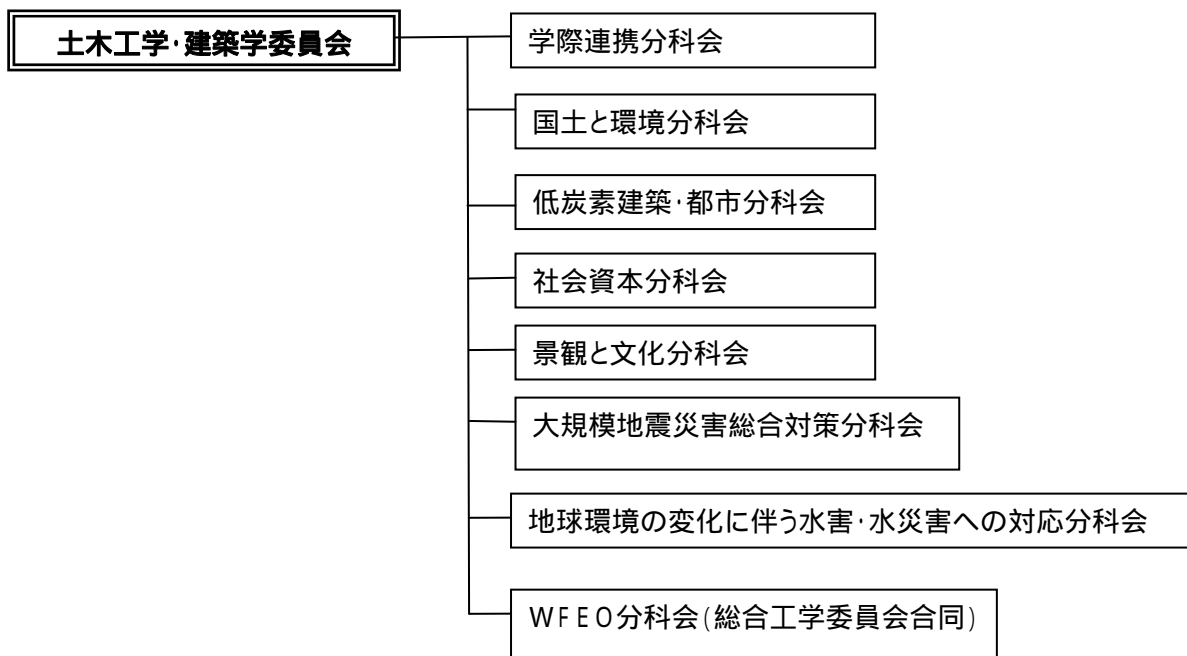 土木工学・建築学委員会
学際連携分科会
国土と環境分科会
低炭素建築・都市分科会
社会資本分科会
景観と文化分科会
大規模地震災害総合対策分科会
地球環境の変化に伴う水害・水災害への対応分科会
WFEO分科会(総合工学委員会合同)